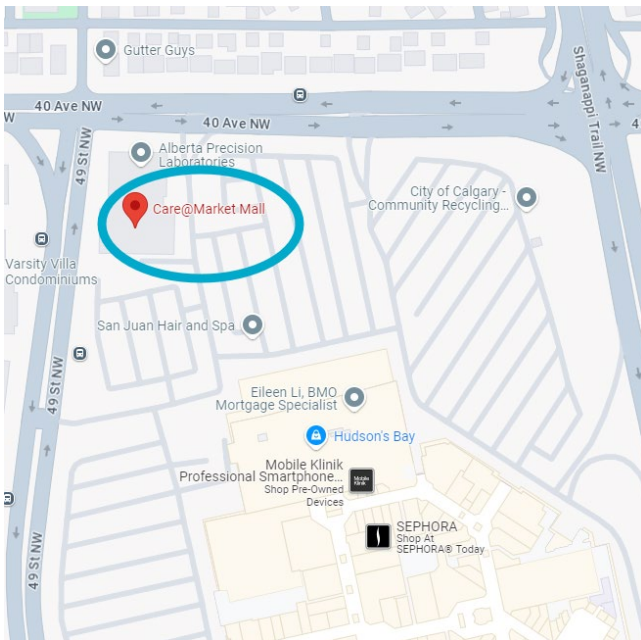 Gutter Guys
40 Ave NW
W
40 Ave NW
4
Shaganappi Trail NW
49 St NW
Alberta Precision
Laboratories
Care@Market Mall
City of Calgary -
Community Recycling...
Varsity Villa
Condominiums
San Juan Hair and Spa
49 St NW
Eileen Li, BMO
Mortgage Specialist
Hudson's Bay
Mobile Klinik
Professional Smartphone...
Shop Pre-Owned
Devices
Mobile
Klinik
SEPHORA
Shop At
SEPHORA® Today
49 St NW